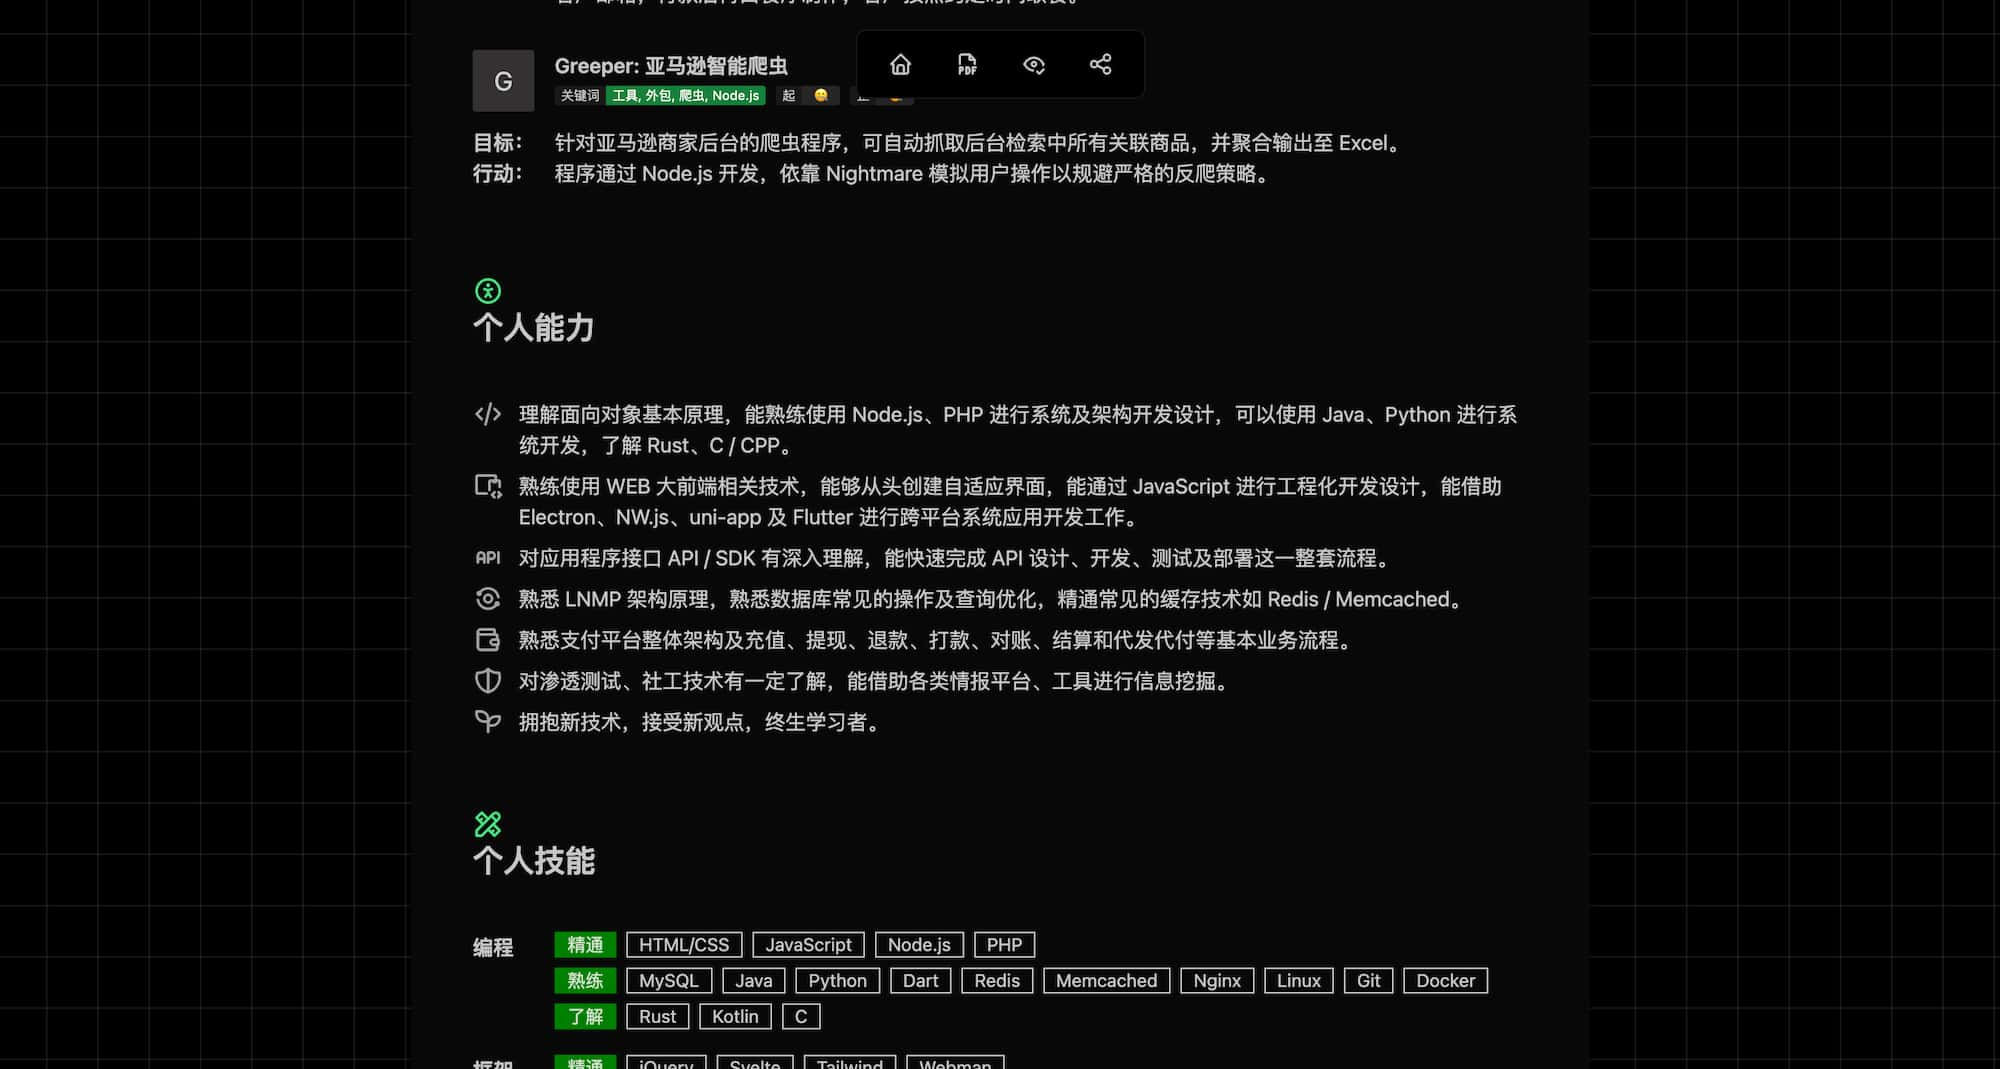 G
Greeper: 亚马逊智能爬虫
PDF
关键词 工具, 外包, 爬虫, Node.js 起
目标： 针对亚马逊商家后台的爬虫程序，可自动抓取后台检索中所有关联商品，并聚合输出至 Excel。
行动： 程序通过 Node.js 开发，依靠 Nightmare 模拟用户操作以规避严格的反爬策略。
个人能力
理解面向对象基本原理，能熟练使用 Node.js、PHP 进行系统及架构开发设计，可以使用 Java、Python 进行系
统开发，了解 Rust、C / CPP。
熟练使用 WEB 大前端相关技术，能够从头创建自适应界面，能通过 JavaScript 进行工程化开发设计，能借助
Electron、NW.js、uni-app 及 Flutter 进行跨平台系统应用开发工作。
API 对应用程序接口 API / SDK 有深入理解，能快速完成 API 设计、开发、测试及部署这一整套流程。
熟悉 LNMP 架构原理，熟悉数据库常见的操作及查询优化，精通常见的缓存技术如 Redis / Memcached。
熟悉支付平台整体架构及充值、提现、退款、打款、对账、结算和代发代付等基本业务流程。
对渗透测试、社工技术有一定了解，能借助各类情报平台、工具进行信息挖掘。
拥抱新技术，接受新观点，终生学习者。
个人技能
编程 精通 HTML/CSS JavaScript Node.js PHP
熟练 MySQL Java Python Dart Redis Memcached Nginx Linux Git Docker
了解 Rust Kotlin C
框架 精通 jQuery Svelte Tailwind Webman